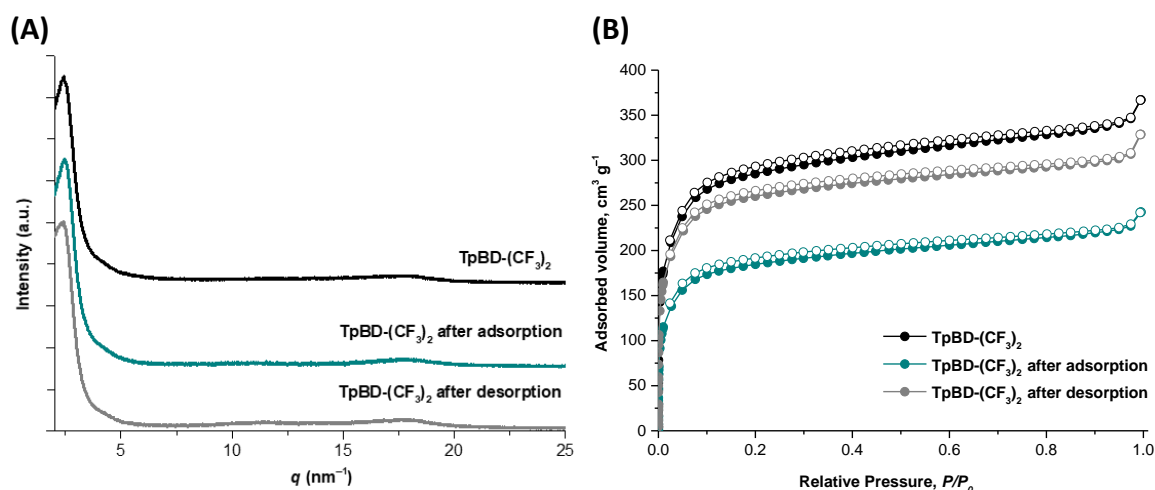 (A)
Intensity (a.u.)
TpBD-(CF₃)₂
TpBD-(CF₃)₂ after adsorption
TpBD-(CF₃)₂ after desorption
5
10
15
20
25
q (nm⁻¹)
(B)
Adsorbed volume, cm³ g⁻¹
400
350
300
250
200
150
100
50
0
TpBD-(CF₃)₂
TpBD-(CF₃)₂ after adsorption
TpBD-(CF₃)₂ after desorption
0.0
0.2
0.4
0.6
0.8
1.0
Relative Pressure, P/P₀